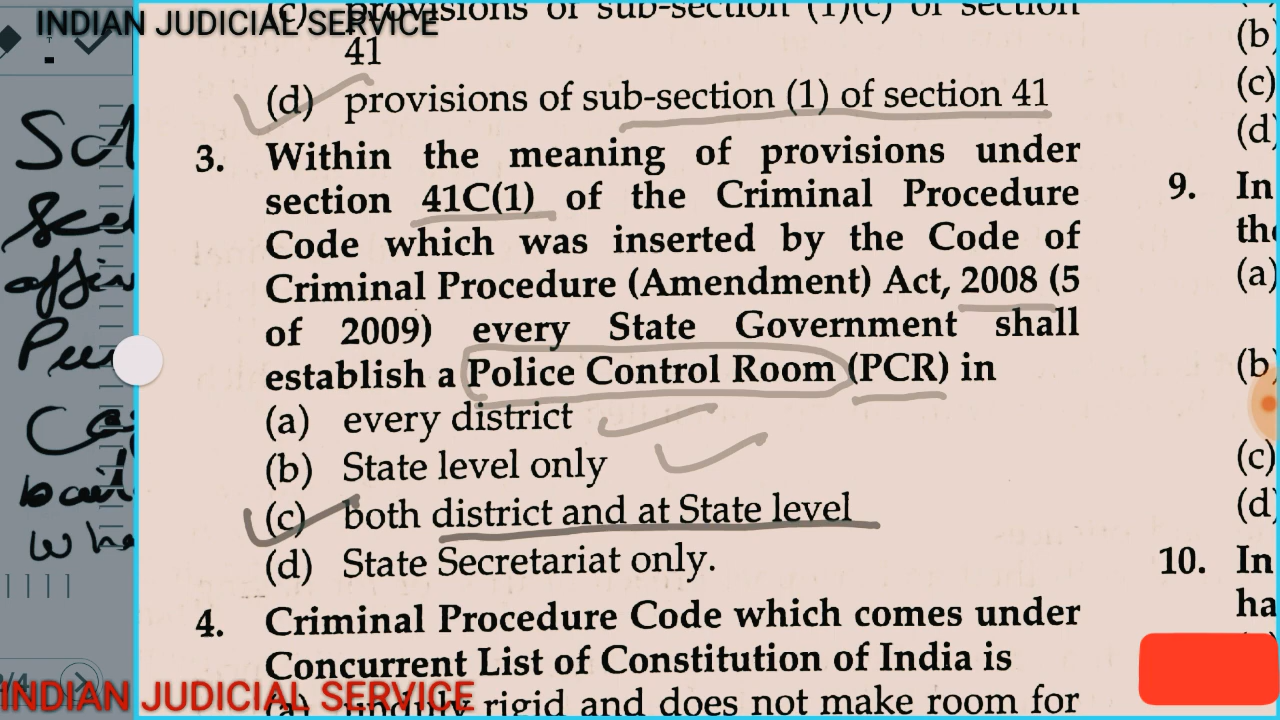 INDIAN JUDICIAL SERVICE
(c) provisions of sub-section (1)(c) of section
41
(d) provisions of sub-section (1) of section 41
3. Within the meaning of provisions under
section 41C(1) of the Criminal Procedure
Code which was inserted by the Code of
Criminal Procedure (Amendment) Act, 2008 (5
of 2009) every State Government shall
establish a Police Control Room (PCR) in
(a) every district
(b) State level only
(c) both district and at State level
(d) State Secretariat only.
4. Criminal Procedure Code which comes under
Concurrent List of Constitution of India is
(a) unduly rigid and does not make room for
(b)
(c)
(d)
9. In
the
(a)
(b)
(c)
(d)
10. In
ha
INDIAN JUDICIAL SERVICE